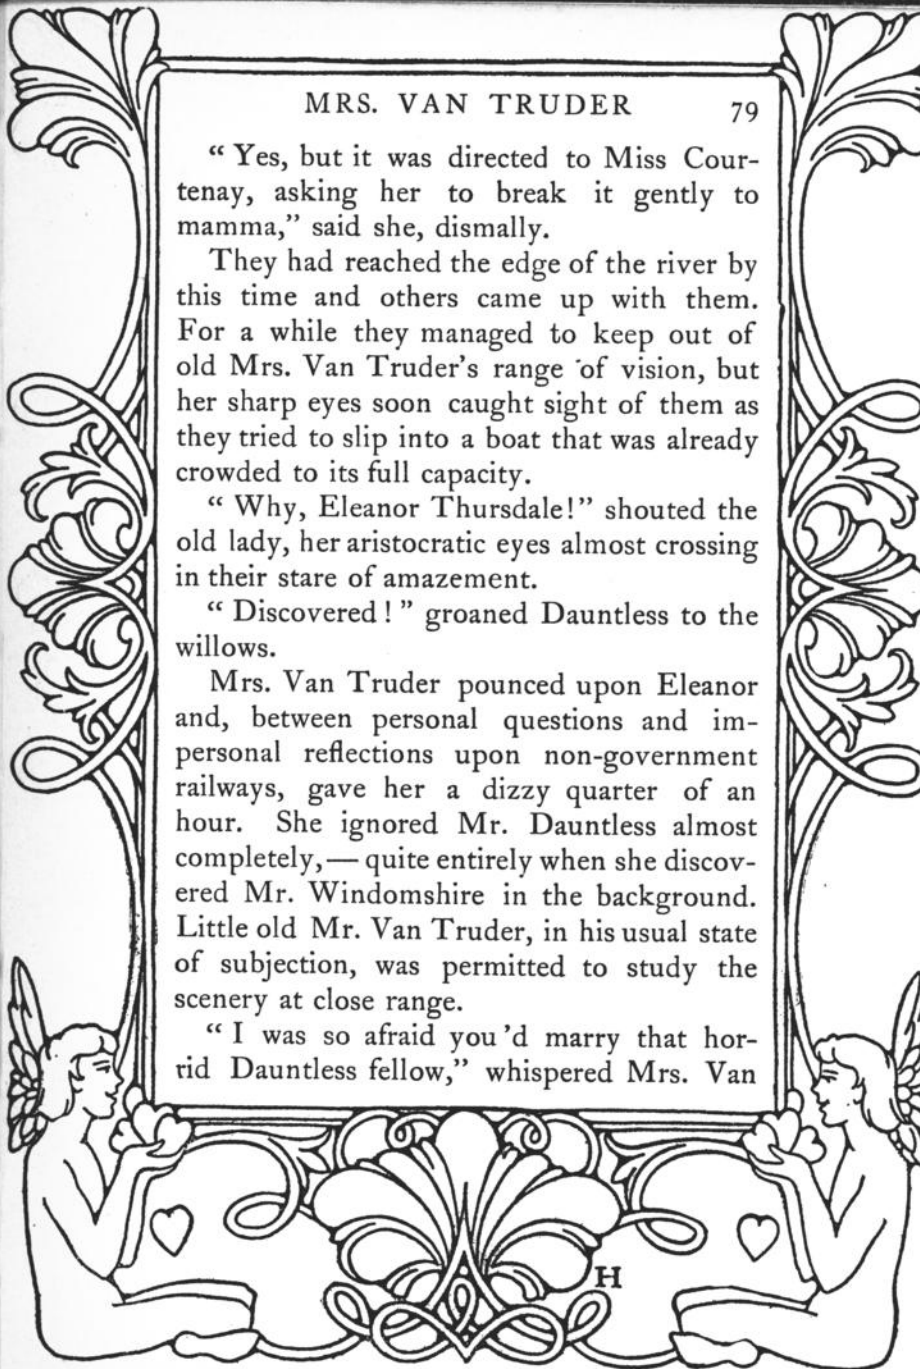 MRS. VAN TRUDER 79
“ Yes, but it was directed to Miss Cour-
tenay, asking her to break it gently to
mamma,” said she, dismally.
They had reached the edge of the river by
this time and others came up with them.
For a while they managed to keep out of
old Mrs. Van Truder's range of vision, but
her sharp eyes soon caught sight of them as
they tried to slip into a boat that was already
crowded to its full capacity.
“ Why, Eleanor Thursdale!” shouted the
old lady, her aristocratic eyes almost crossing
in their stare of amazement.
“ Discovered ! ” groaned Dauntless to the
willows.
Mrs. Van Truder pounced upon Eleanor
and, between personal questions and im-
personal reflections upon non-government
railways, gave her a dizzy quarter of an
hour. She ignored Mr. Dauntless almost
completely,— quite entirely when she discov-
ered Mr. Windomshire in the background.
Little old Mr. Van Truder, in his usual state
of subjection, was permitted to study the
scenery at close range.
“ I was so afraid you 'd marry that hor-
rid Dauntless fellow,” whispered Mrs. Van
H